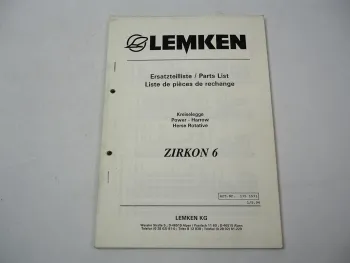 LEMKEN
Ersatzteilliste / Parts List
Liste de pièces de rechange
Kreiselegge
Power - Harrow
Herse Rotative
ZIRKON 6
LEMKEN KG